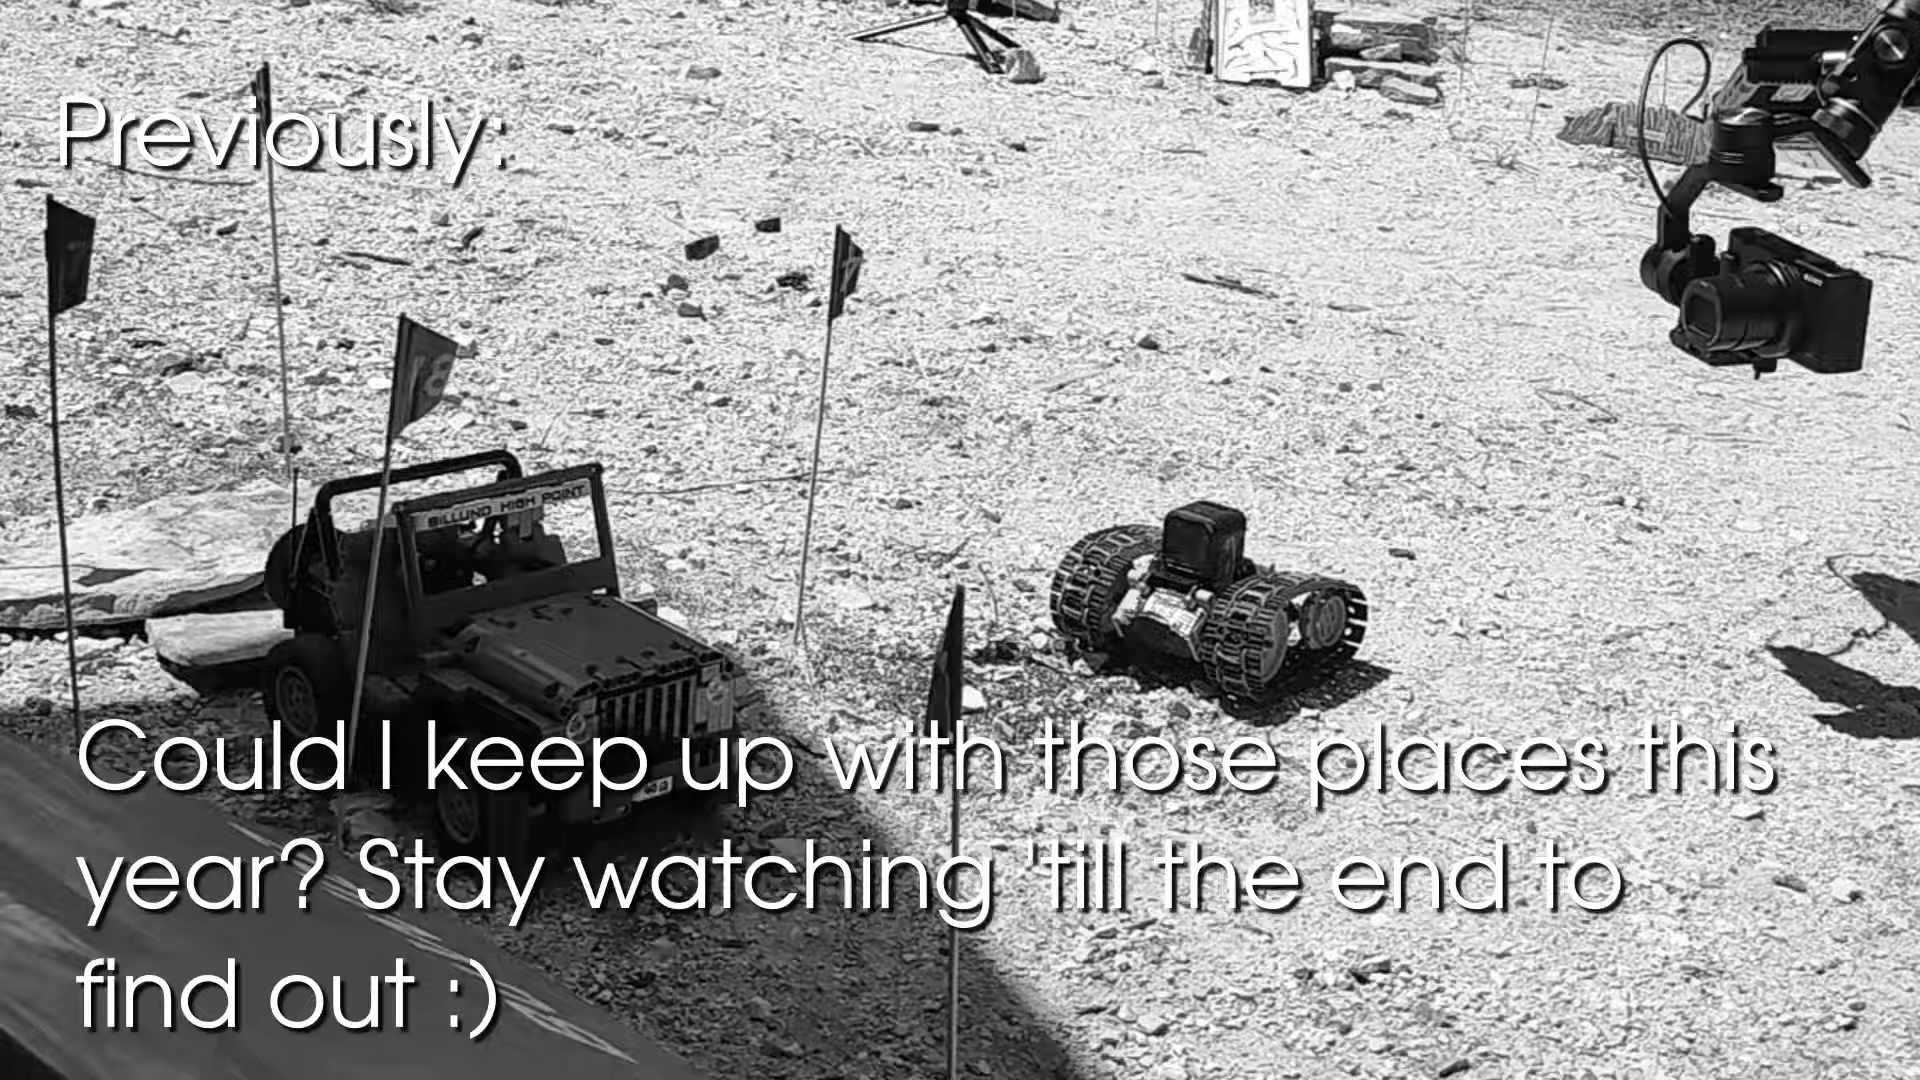 Previously:
18
BILLUND HIGH POINT
Could I keep up with those places this
year? Stay watching 'till the end to
find out :)